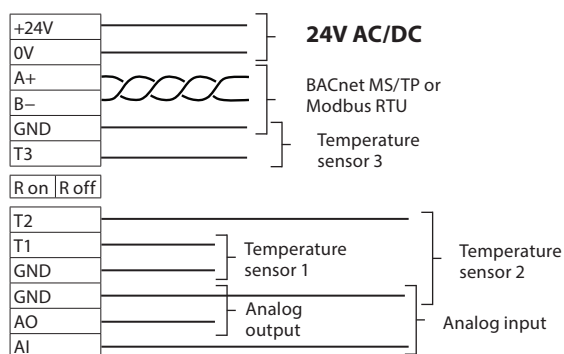 +24V
0V
24V AC/DC
A+
B−
GND
BACnet MS/TP or
Modbus RTU
T3
Temperature
sensor 3
R on R off
T2
T1
GND
Temperature
sensor 1
Temperature
sensor 2
GND
AO
AI
Analog
output
Analog input